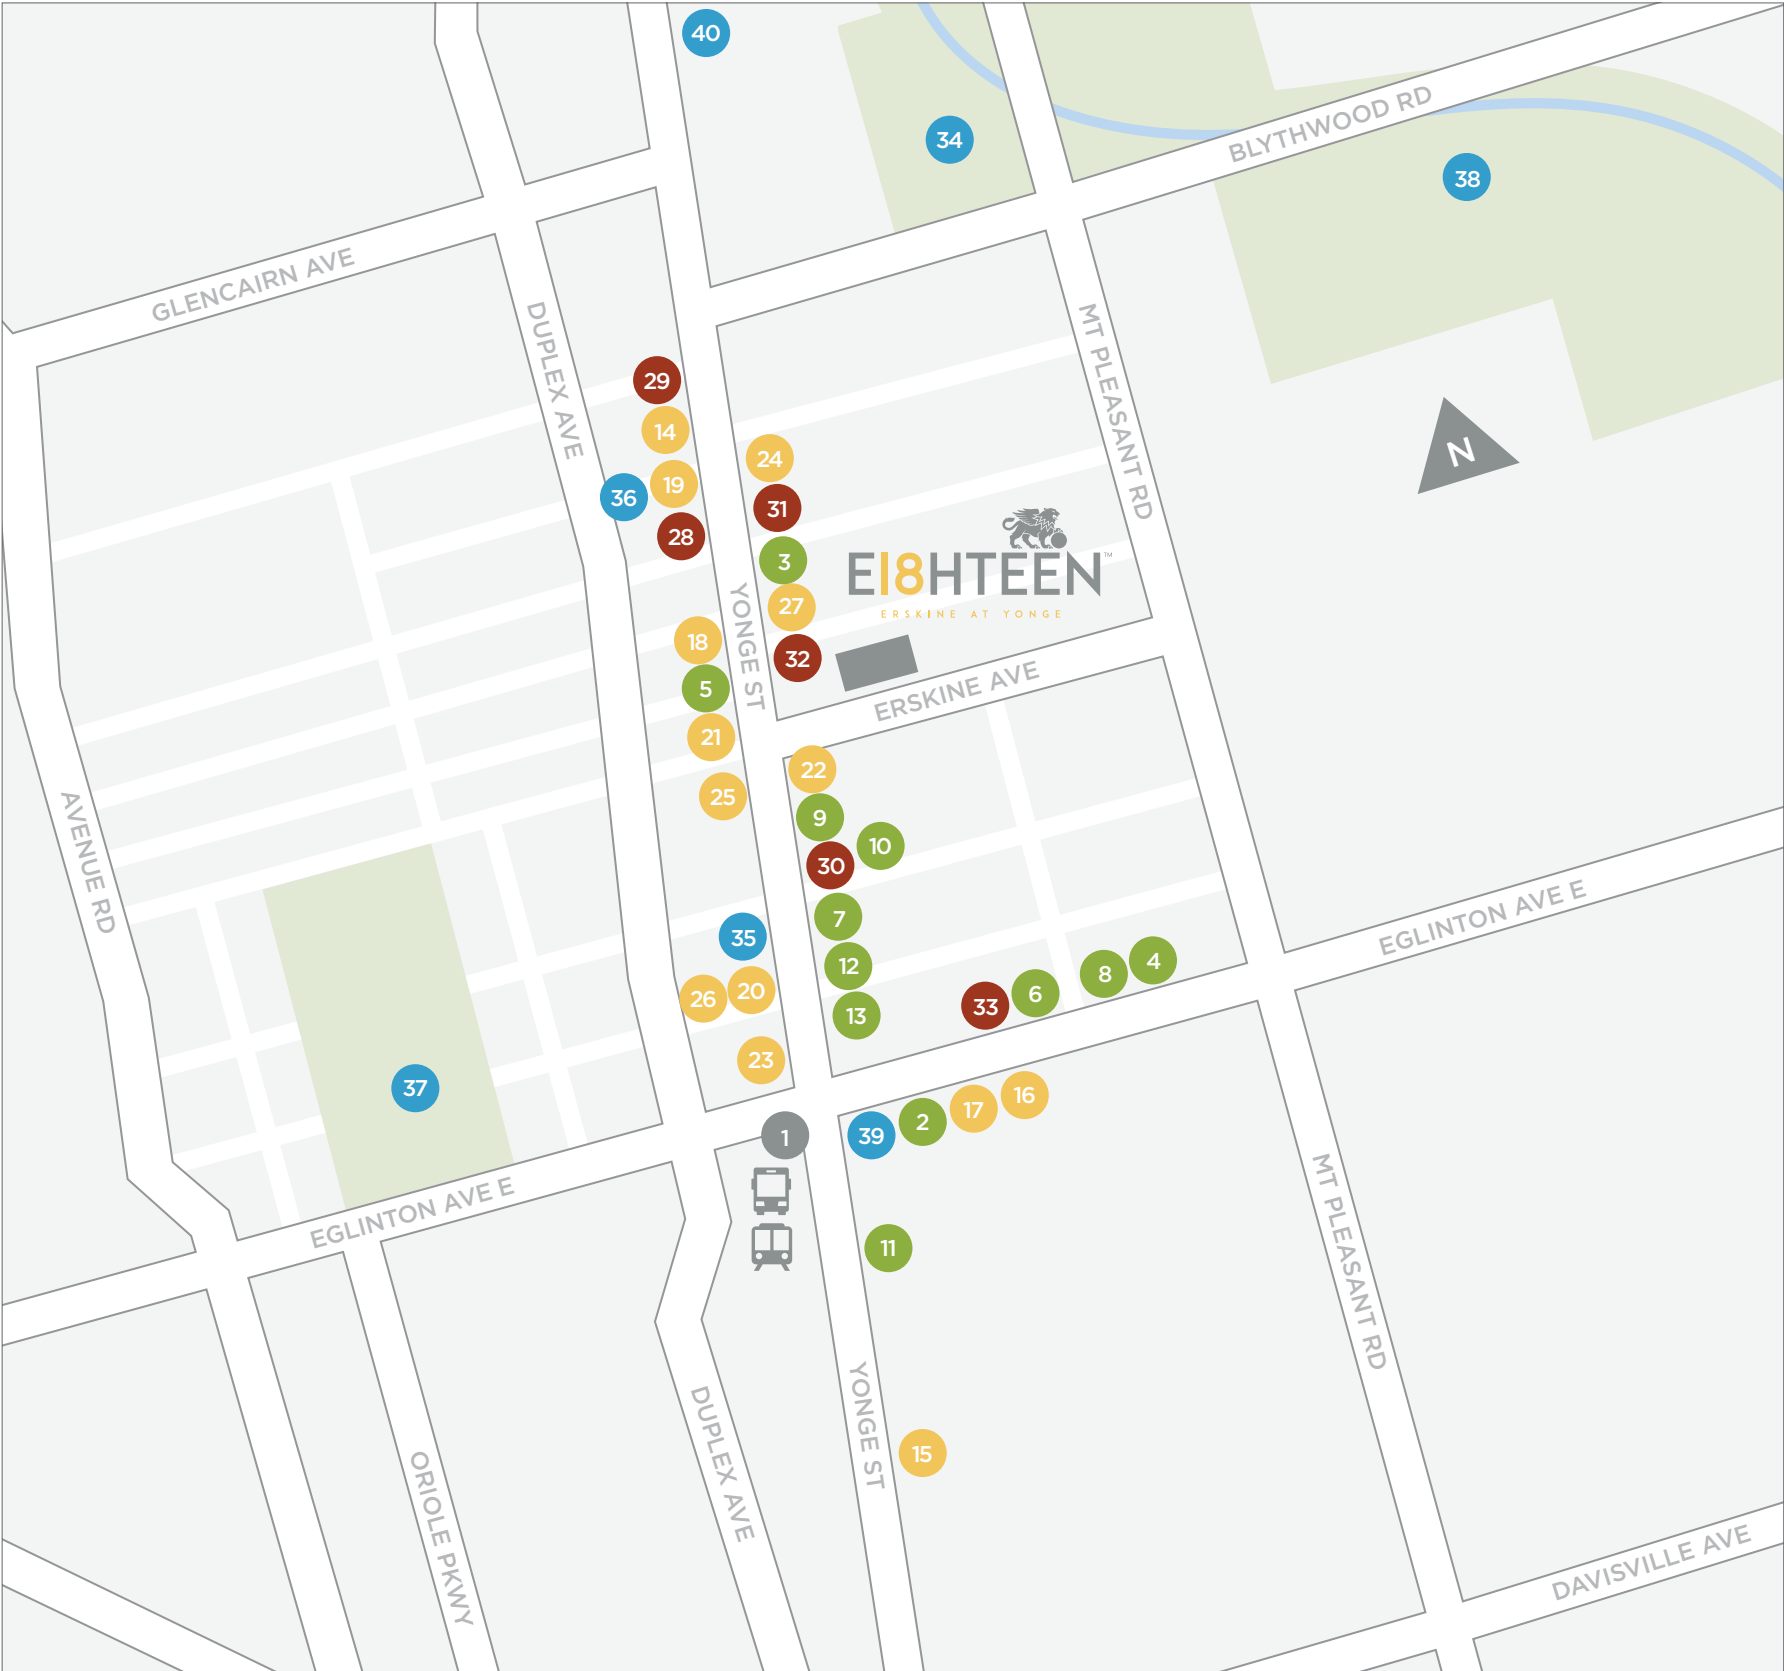 40
34
BLYTHWOOD RD
38
GLENCAIRN AVE
DUPLEX AVE
MT PLEASANT RD
29
14
24
N
19
36
31
28
3
EI8HTEEN™
ERSKINE AT YONGE
27
YONGE ST
18
32
5
ERSKINE AVE
21
22
25
9
10
AVENUE RD
30
7
EGLINTON AVE E
35
12
4
8
26
20
6
33
13
23
37
16
17
2
1
39
EGLINTON AVE E
11
MT PLEASANT RD
YONGE ST
DUPLEX AVE
15
ORIOLE PKWY
DAVISVILLE AVE